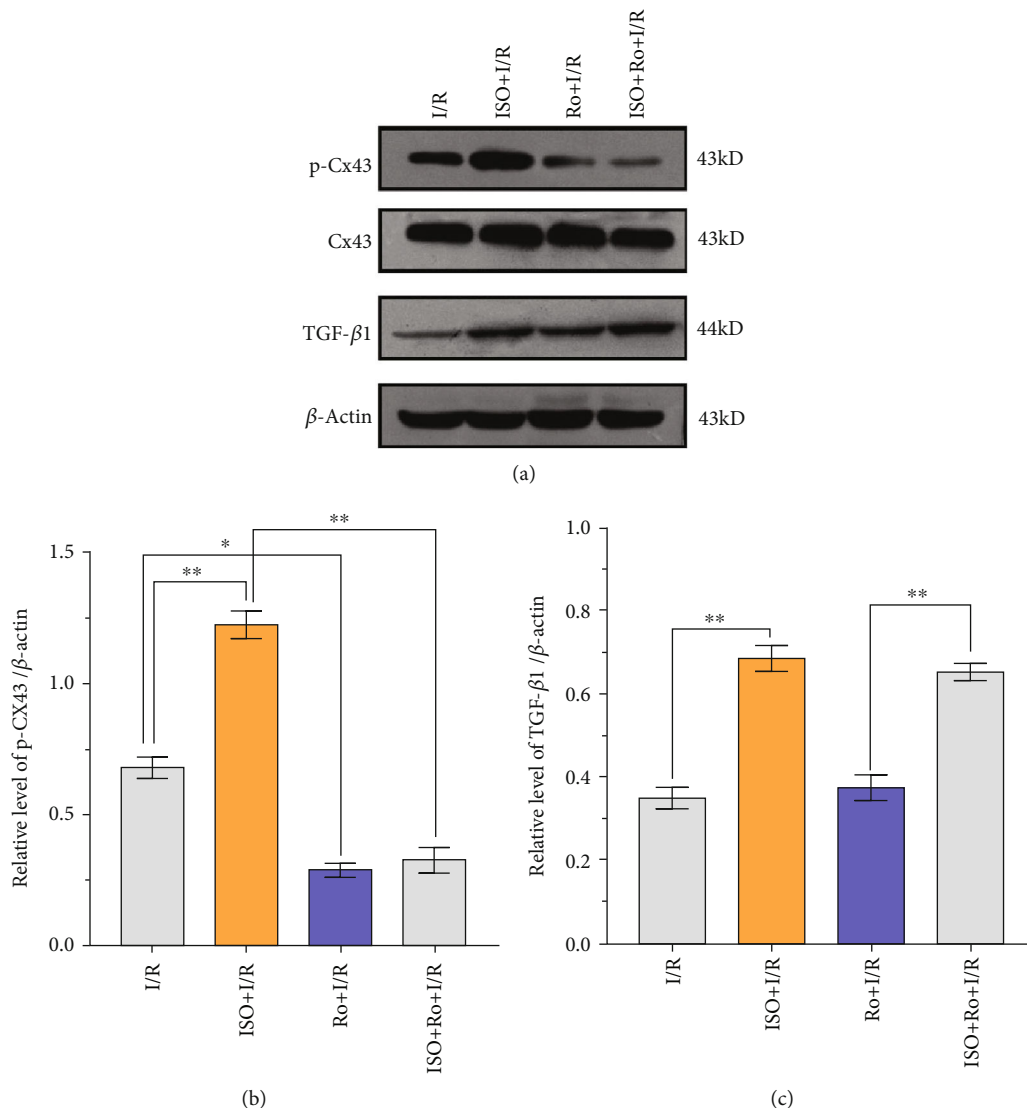 I/R
ISO+I/R
Ro+I/R
ISO+Ro+I/R
p-Cx43
43kD
Cx43
43kD
TGF-β1
44kD
β-Actin
43kD
(a)
Relative level of p-CX43 /β-actin
1.5
1.0
0.5
0.0
**
*
**
I/R
ISO+I/R
Ro+I/R
ISO+Ro+I/R
(b)
Relative level of TGF-β1 /β-actin
1.0
0.8
0.6
0.4
0.2
0.0
**
**
I/R
ISO+I/R
Ro+I/R
ISO+Ro+I/R
(c)